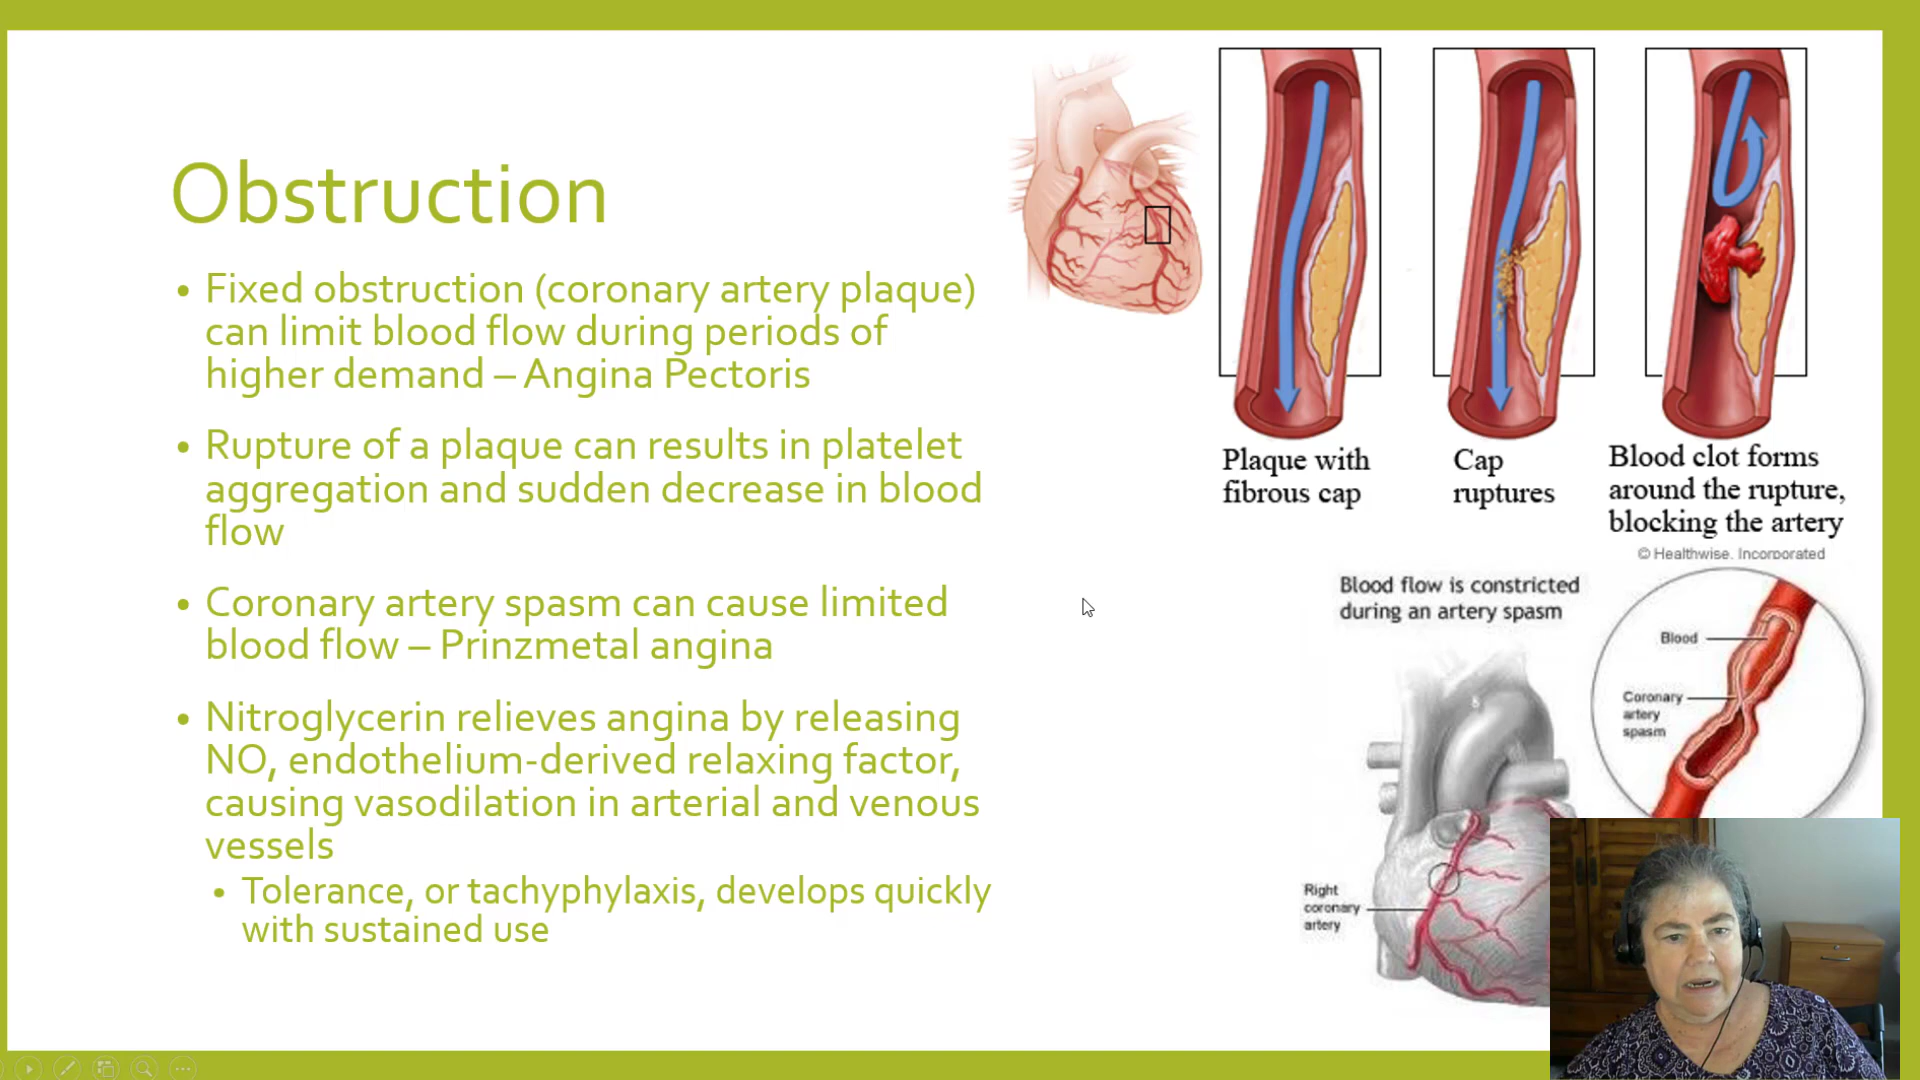 Obstruction
• Fixed obstruction (coronary artery plaque)
can limit blood flow during periods of
higher demand – Angina Pectoris
• Rupture of a plaque can results in platelet
aggregation and sudden decrease in blood
flow
• Coronary artery spasm can cause limited
blood flow – Prinzmetal angina
• Nitroglycerin relieves angina by releasing
NO, endothelium-derived relaxing factor,
causing vasodilation in arterial and venous
vessels
• Tolerance, or tachyphylaxis, develops quickly
with sustained use
Plaque with
fibrous cap
Cap
ruptures
Blood clot forms
around the rupture,
blocking the artery
© Healthwise, Incorporated
Blood flow is constricted
during an artery spasm
Blood
Coronary
artery
spasm
Right
coronary
artery